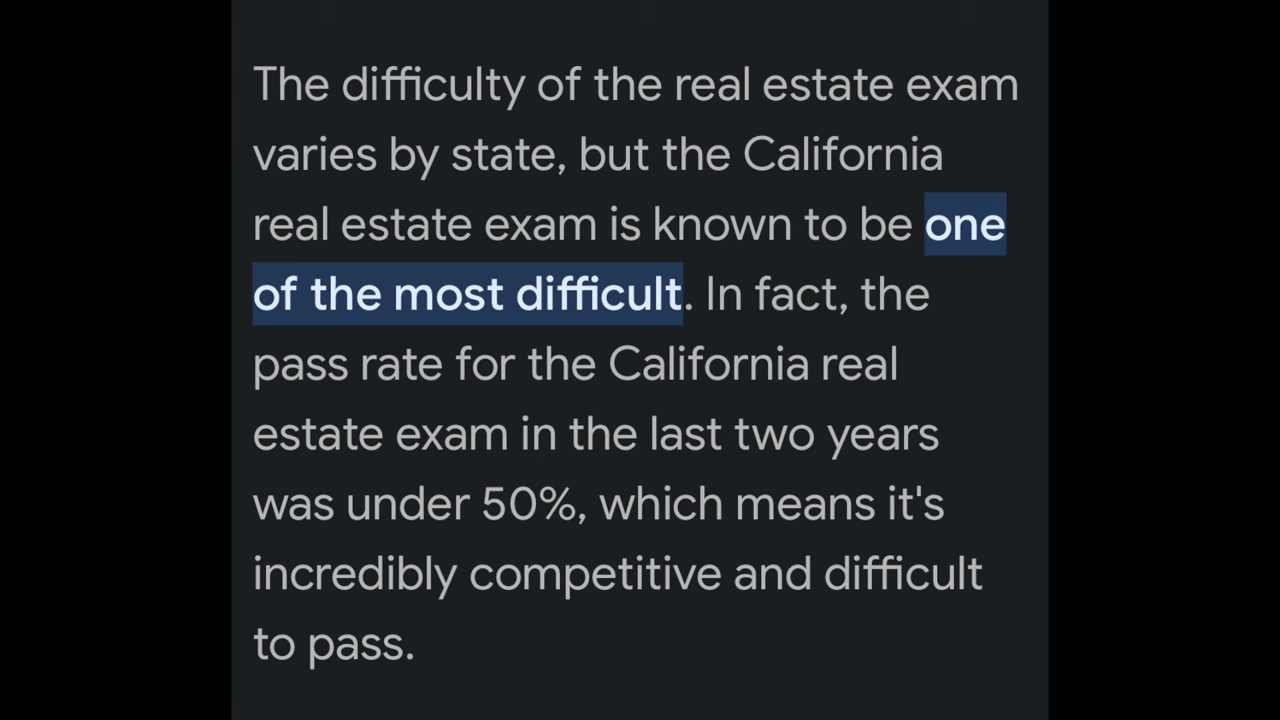 The difficulty of the real estate exam
varies by state, but the California
real estate exam is known to be one
of the most difficult. In fact, the
pass rate for the California real
estate exam in the last two years
was under 50%, which means it's
incredibly competitive and difficult
to pass.